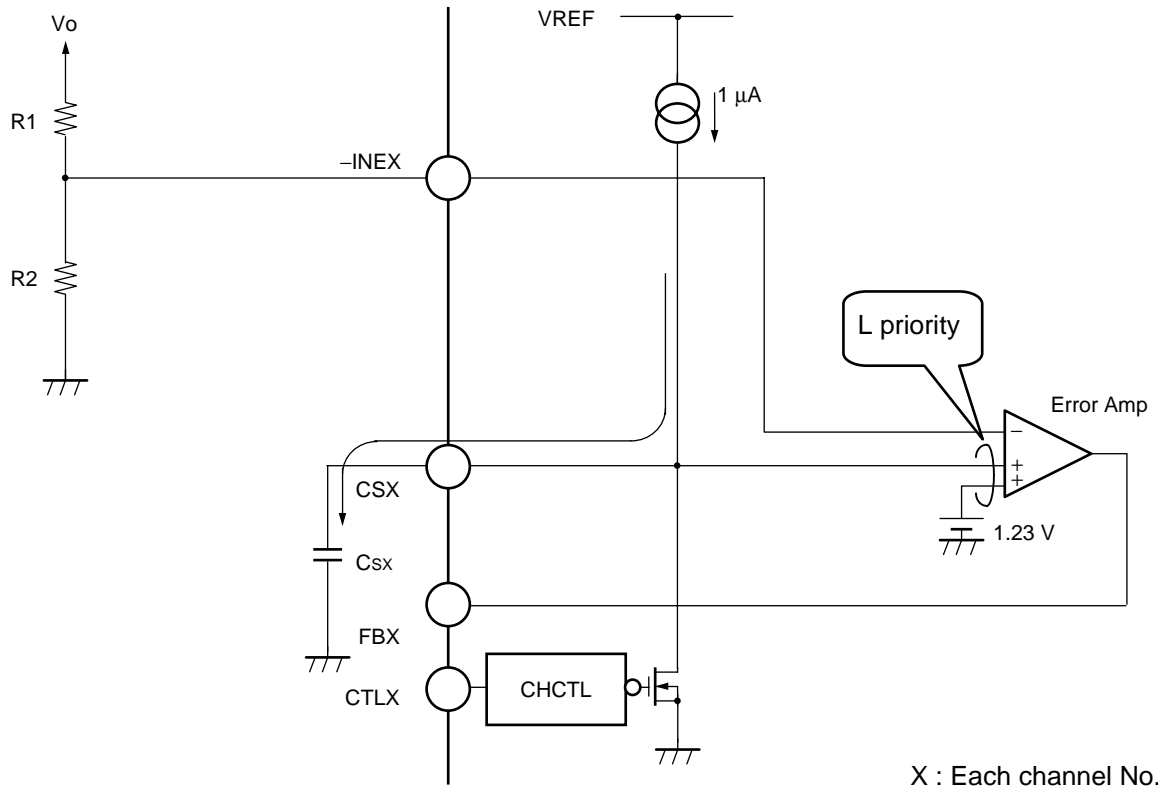 Vo
VREF
R1
1 μA
−INEX
R2
L priority
Error Amp
−
+
+
CSX
1.23 V
CSX
FBX
CTLX
CHCTL
X : Each channel No.